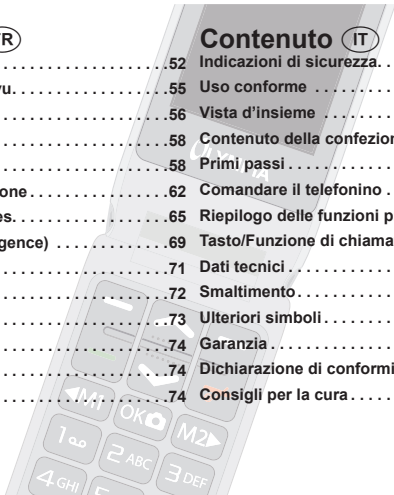 Contenuto IT
52
yu. 55
56
58
58
one 62
es. 65
gence) 69
71
72
73
74
74
74
Indicazioni di sicurezza. .
Uso conforme . . . . . . . . .
Vista d'insieme . . . . . . . .
Contenuto della confezion
Primi passi . . . . . . . . . . . .
Comandare il telefonino . .
Riepilogo delle funzioni p
Tasto/Funzione di chiama
Dati tecnici . . . . . . . . . . . .
Smaltimento. . . . . . . . . . .
Ulteriori simboli . . . . . . . .
Garanzia . . . . . . . . . . . . . .
Dichiarazione di conformi
Consigli per la cura . . . . .
OLYMPIA
M1 OK M2
1
2 ABC
3 DEF
4 GHI